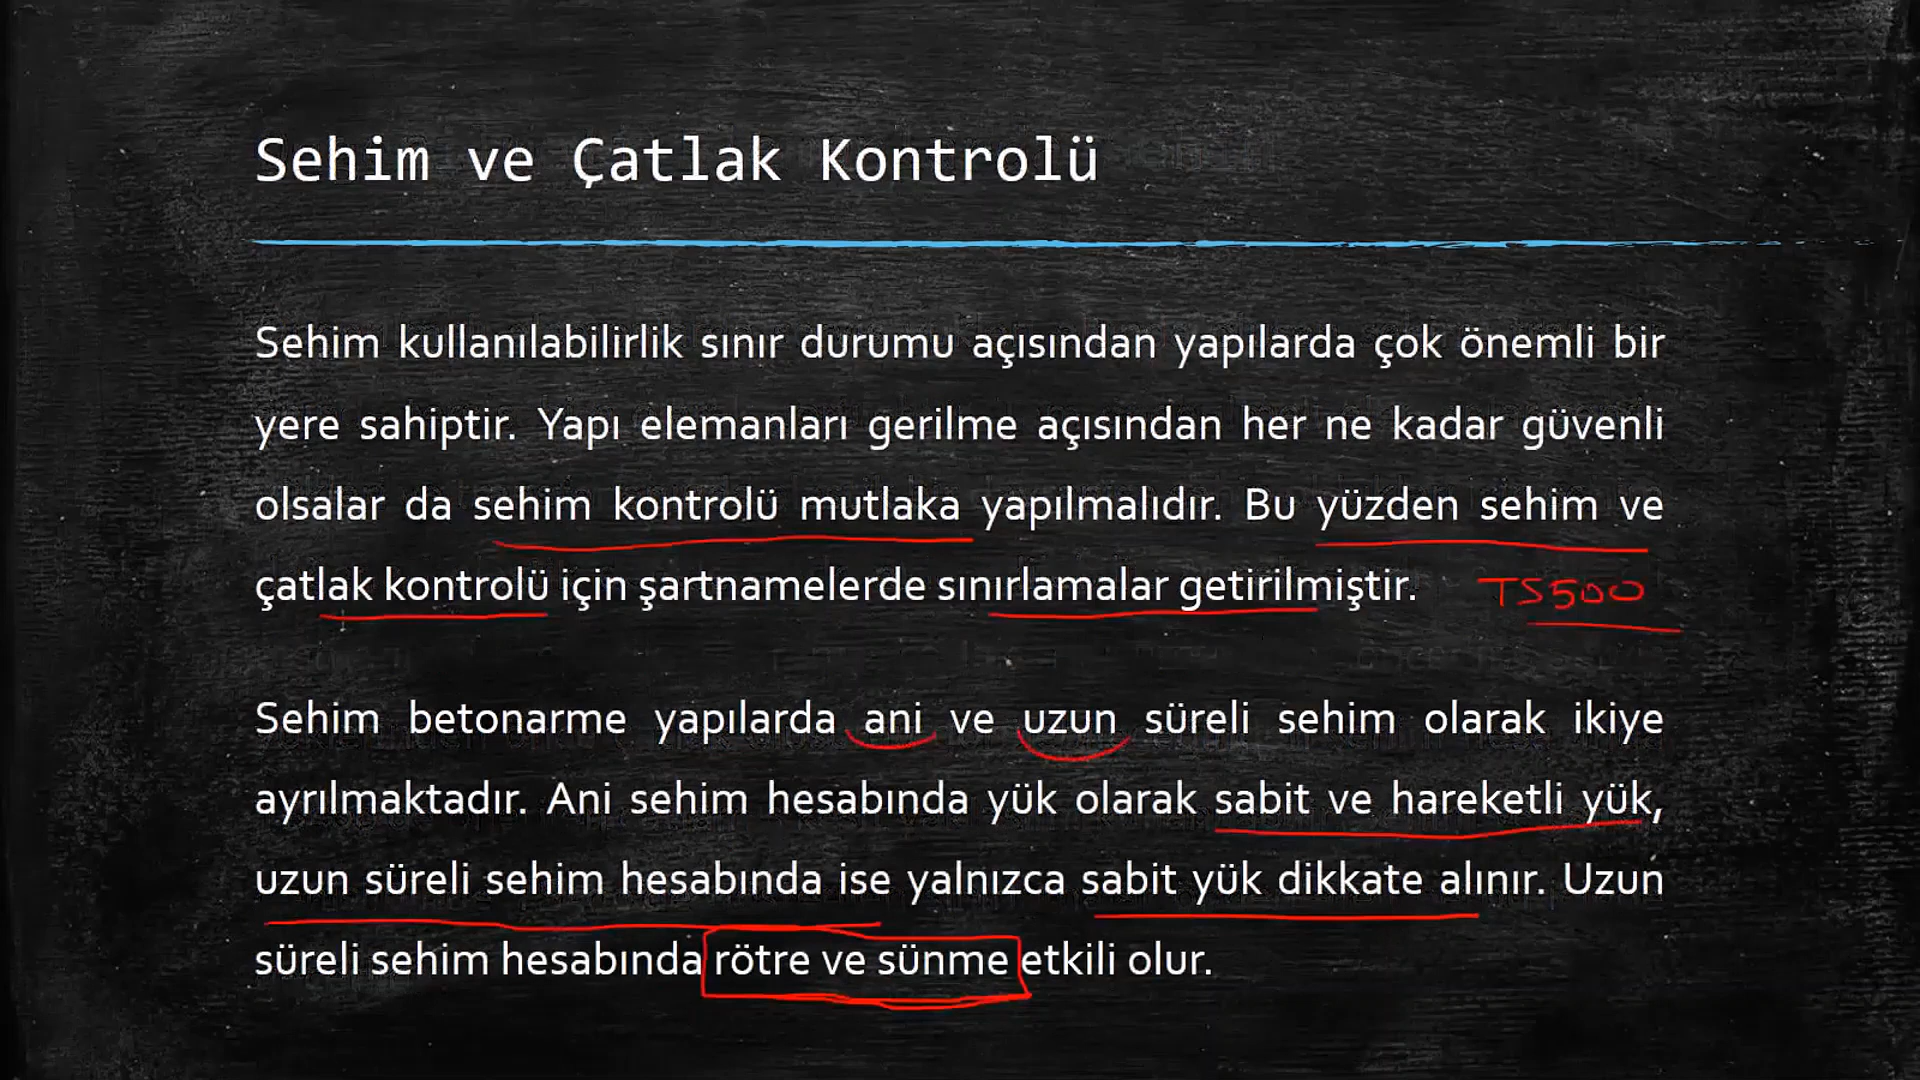 Sehim ve Çatlak Kontrolü
Sehim kullanılabilirlik sınır durumu açısından yapılarda çok önemli bir
yere sahiptir. Yapı elemanları gerilme açısından her ne kadar güvenli
olsalar da sehim kontrolü mutlaka yapılmalıdır. Bu yüzden sehim ve
çatlak kontrolü için şartnamelerde sınırlamalar getirilmiştir. TS500
Sehim betonarme yapılarda ani ve uzun süreli sehim olarak ikiye
ayrılmaktadır. Ani sehim hesabında yük olarak sabit ve hareketli yük,
uzun süreli sehim hesabında ise yalnızca sabit yük dikkate alınır. Uzun
süreli sehim hesabında rötre ve sünme etkili olur.